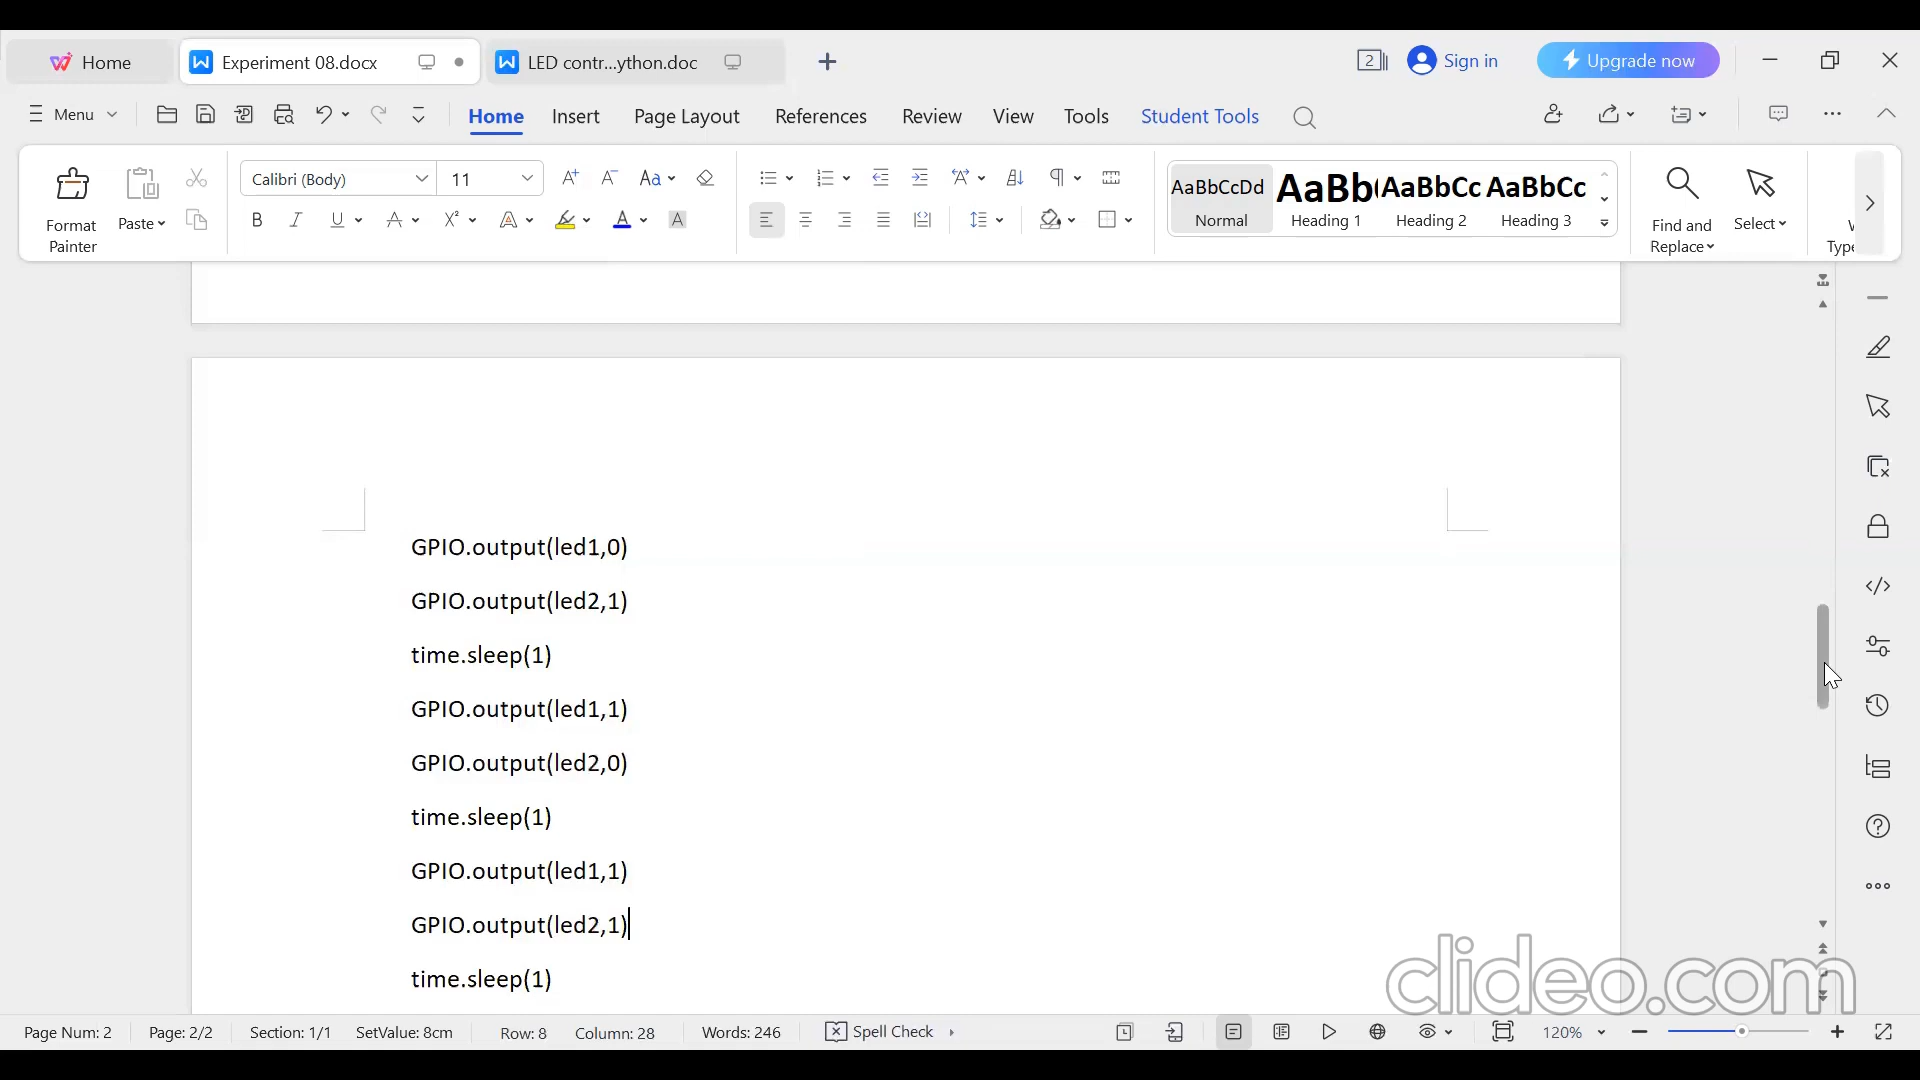 Home
Experiment 08.docx
LED contr...ython.doc
2
Sign in
Upgrade now
Menu
Home
Insert
Page Layout
References
Review
View
Tools
Student Tools
Format
Painter
Paste
Calibri (Body)
11
AaBbCcDd
Normal
AaBb(
Heading 1
AaBbCc
Heading 2
AaBbCc
Heading 3
Find and
Replace
Select
Type
GPIO.output(led1,0)
GPIO.output(led2,1)
time.sleep(1)
GPIO.output(led1,1)
GPIO.output(led2,0)
time.sleep(1)
GPIO.output(led1,1)
GPIO.output(led2,1)
time.sleep(1)
clideo.com
Page Num: 2
Page: 2/2
Section: 1/1
SetValue: 8cm
Row: 8
Column: 28
Words: 246
Spell Check
120%